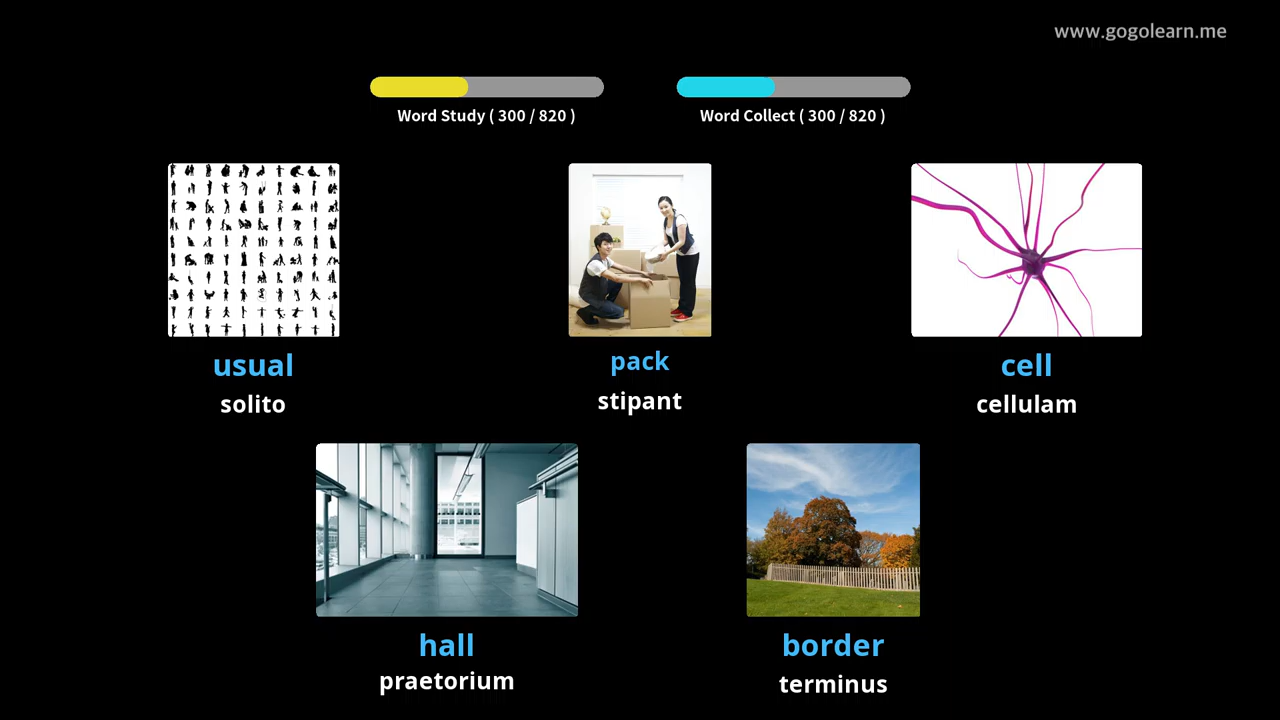 www.gogolearn.me
Word Study ( 300 / 820 )
Word Collect ( 300 / 820 )
usual
solito
pack
stipant
cell
cellulam
hall
praetorium
border
terminus